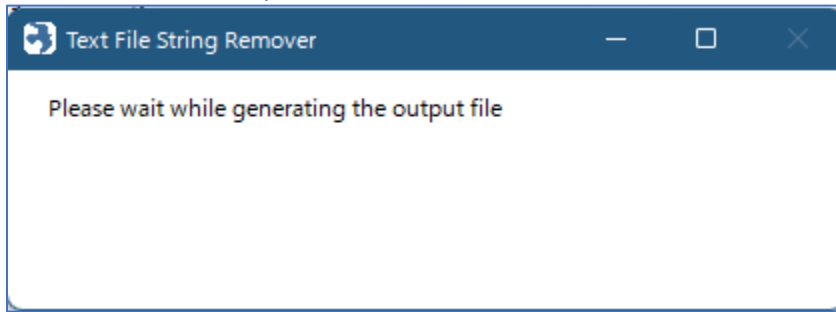 Text File String Remover
Please wait while generating the output file